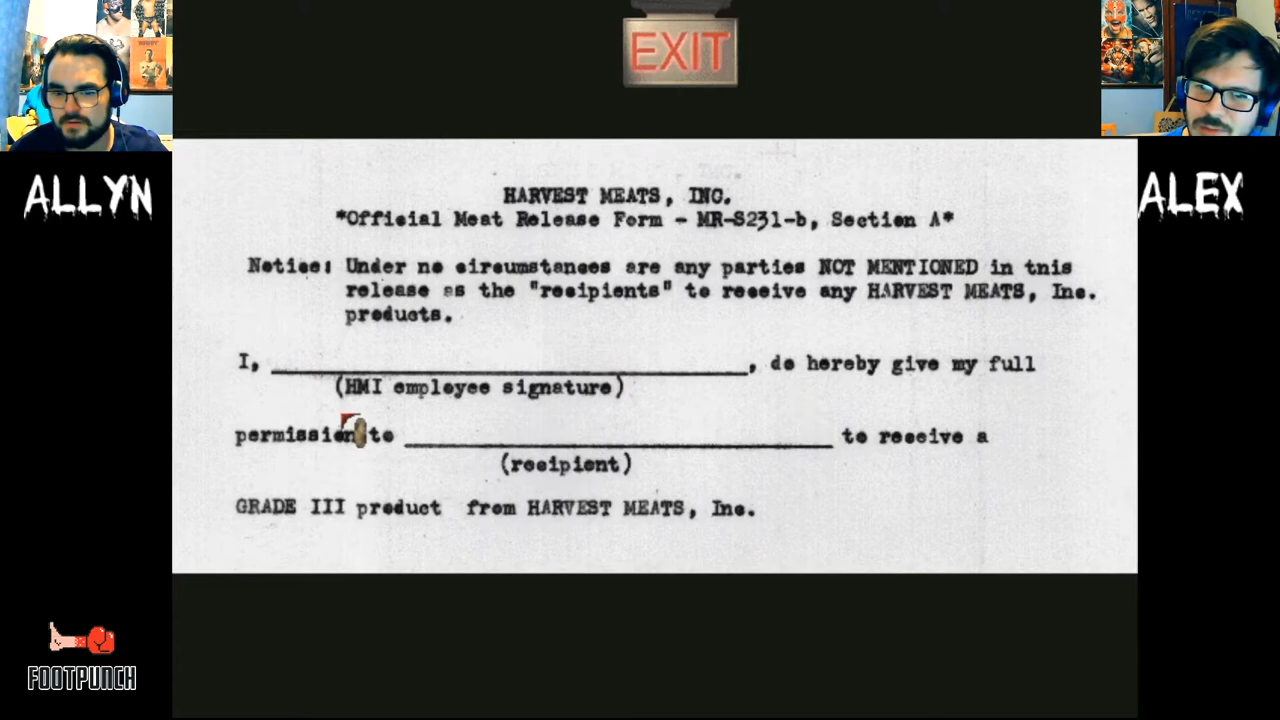 EXIT
ALLYN
ALEX
HARVEST MEATS, INC.
*Official Meat Release Form - MR-S231-b, Section A*
Notice: Under no circumstances are any parties NOT MENTIONED in this
release as the "recipients" to receive any HARVEST MEATS, Inc.
products.
I, ____________________, do hereby give my full
(HMI employee signature)
permission to ____________________ to receive a
(recipient)
GRADE III product from HARVEST MEATS, Inc.
FOOTPUNCH